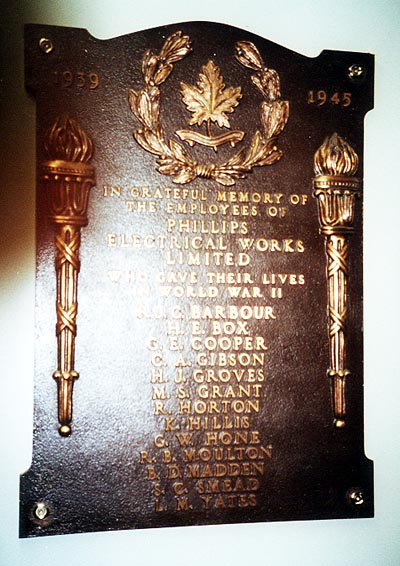 1939 1945
IN GRATEFUL MEMORY OF
THE EMPLOYEES OF
PHILLIPS
ELECTRICAL WORKS
LIMITED
WHO GAVE THEIR LIVES
IN WORLD WAR II
BARBOUR
H. E. BOX
G. E. COOPER
C. A. GIBSON
H. J. GROVES
M. S. GRANT
R. HORTON
K. HILLIS
G. W. HONE
R. B. MOULTON
B. D. MADDEN
S. C. SMEAD
L. M. YATES